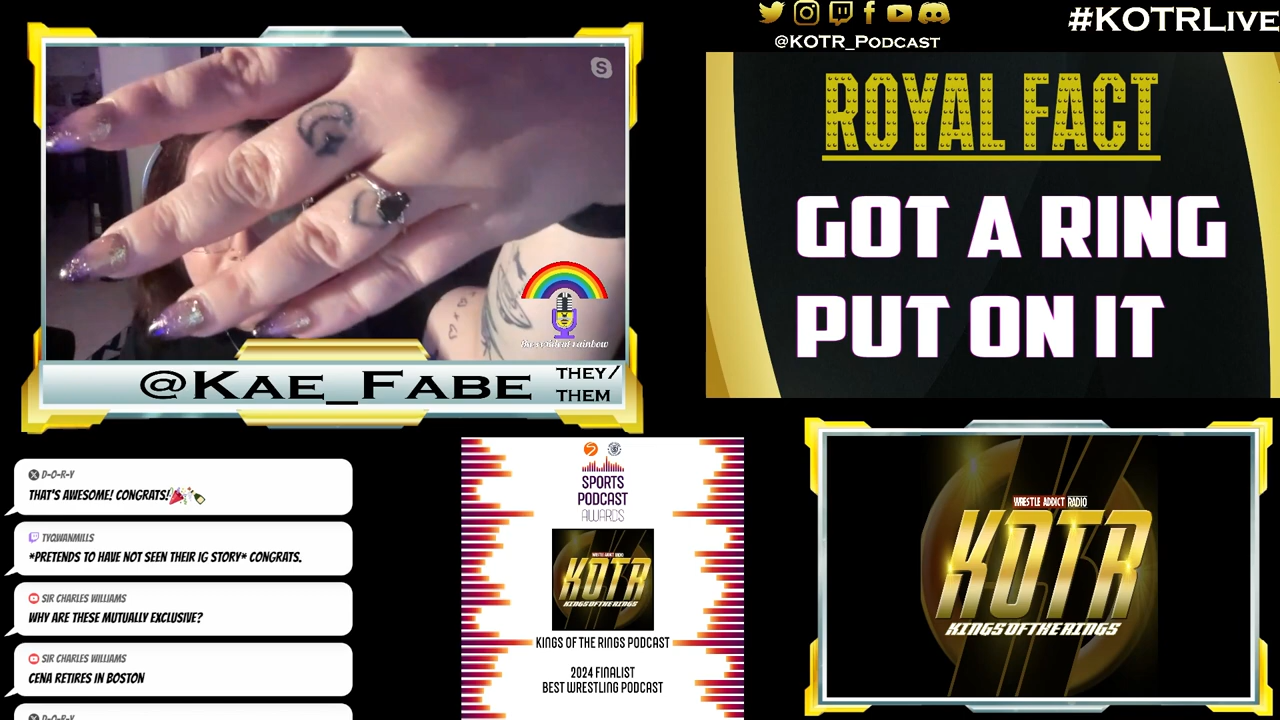 @KOTR_PODCAST
#KOTRLIVE
ROYAL FACT
GOT A RING
PUT ON IT
@KAE_FABE
THEY/
THEM
D-O-R-Y
THAT'S AWESOME! CONGRATS!
TYQWANMILLS
*PRETENDS TO HAVE NOT SEEN THEIR IG STORY* CONGRATS.
SIR CHARLES WILLIAMS
WHY ARE THESE MUTUALLY EXCLUSIVE?
SIR CHARLES WILLIAMS
CENA RETIRES IN BOSTON
D-O-R-Y
SPORTS
PODCAST
AWARDS
KOTR
KINGS OF THE RINGS
KINGS OF THE RINGS PODCAST
2024 FINALIST
BEST WRESTLING PODCAST
WRESTLE ADDICT RADIO
KOTR
KINGS OF THE RINGS